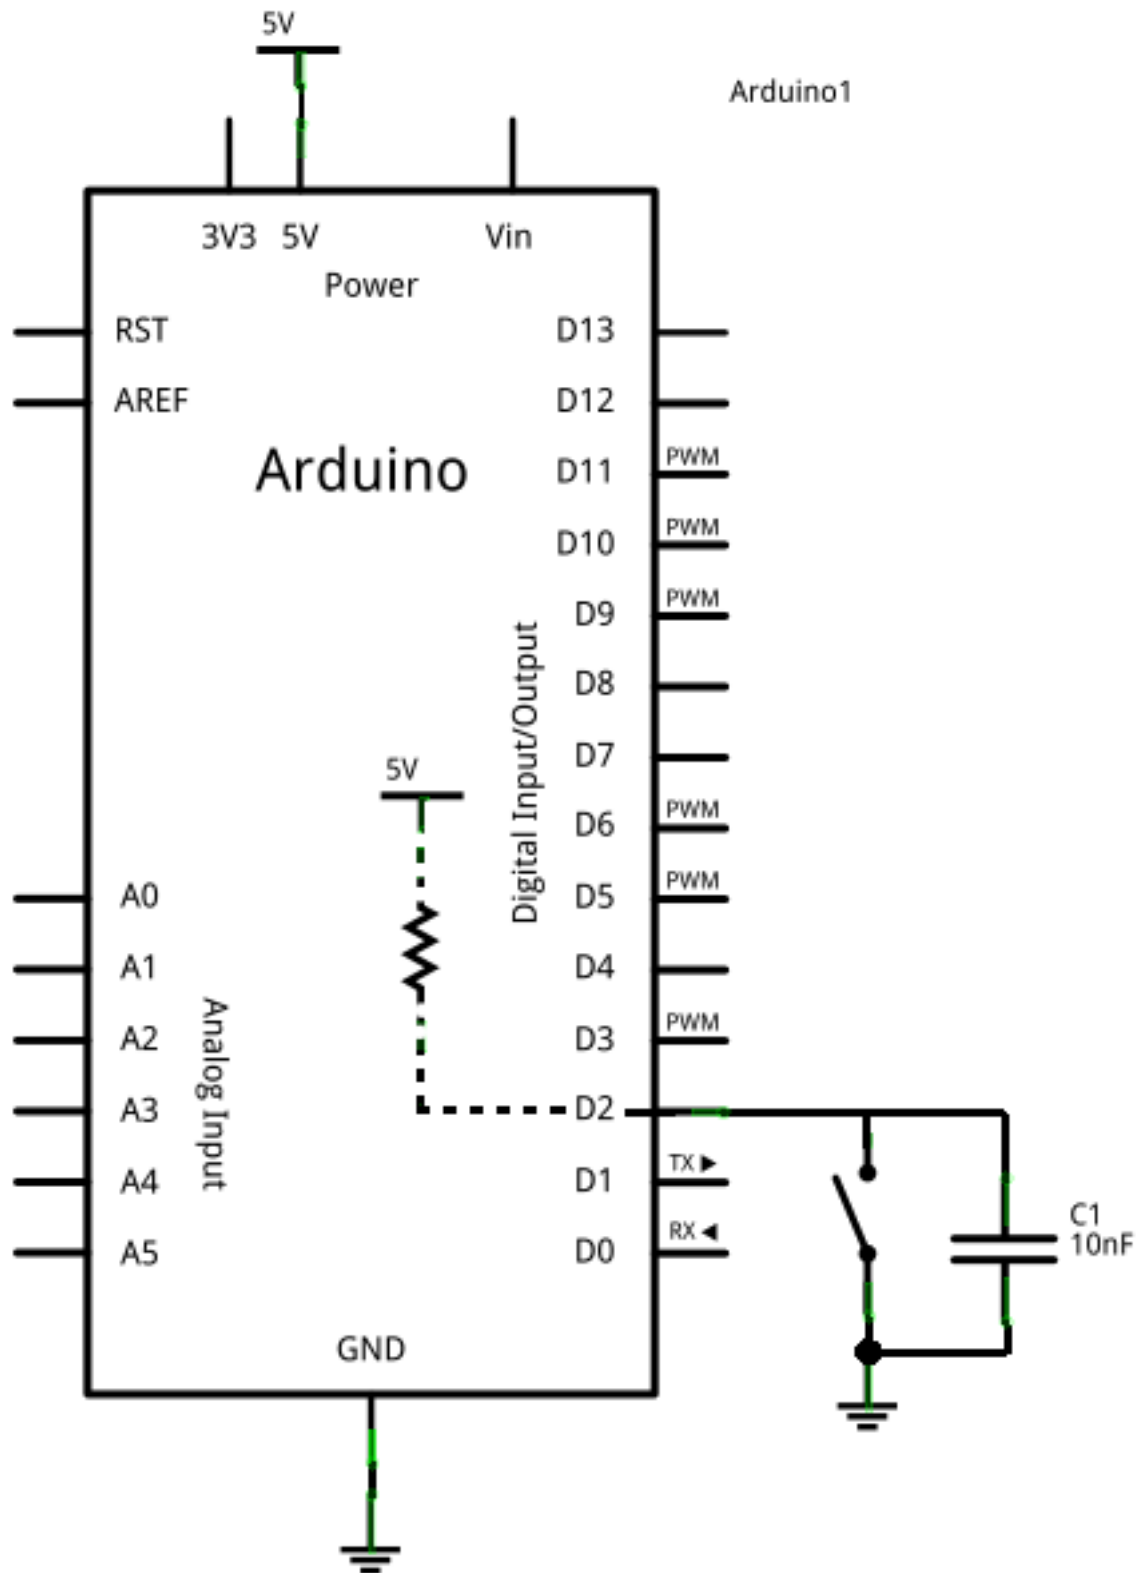 5V
Arduino1
3V3 5V Vin
Power
RST D13
AREF D12
Arduino
PWM
D11
PWM
D10
PWM
D9
Digital Input/Output
D8
5V
D7
PWM
D6
PWM
A0 D5
A1 D4
Analog Input
PWM
A2 D3
A3 D2
TX ►
A4 D1
C1
RX ◄
10nF
A5 D0
GND